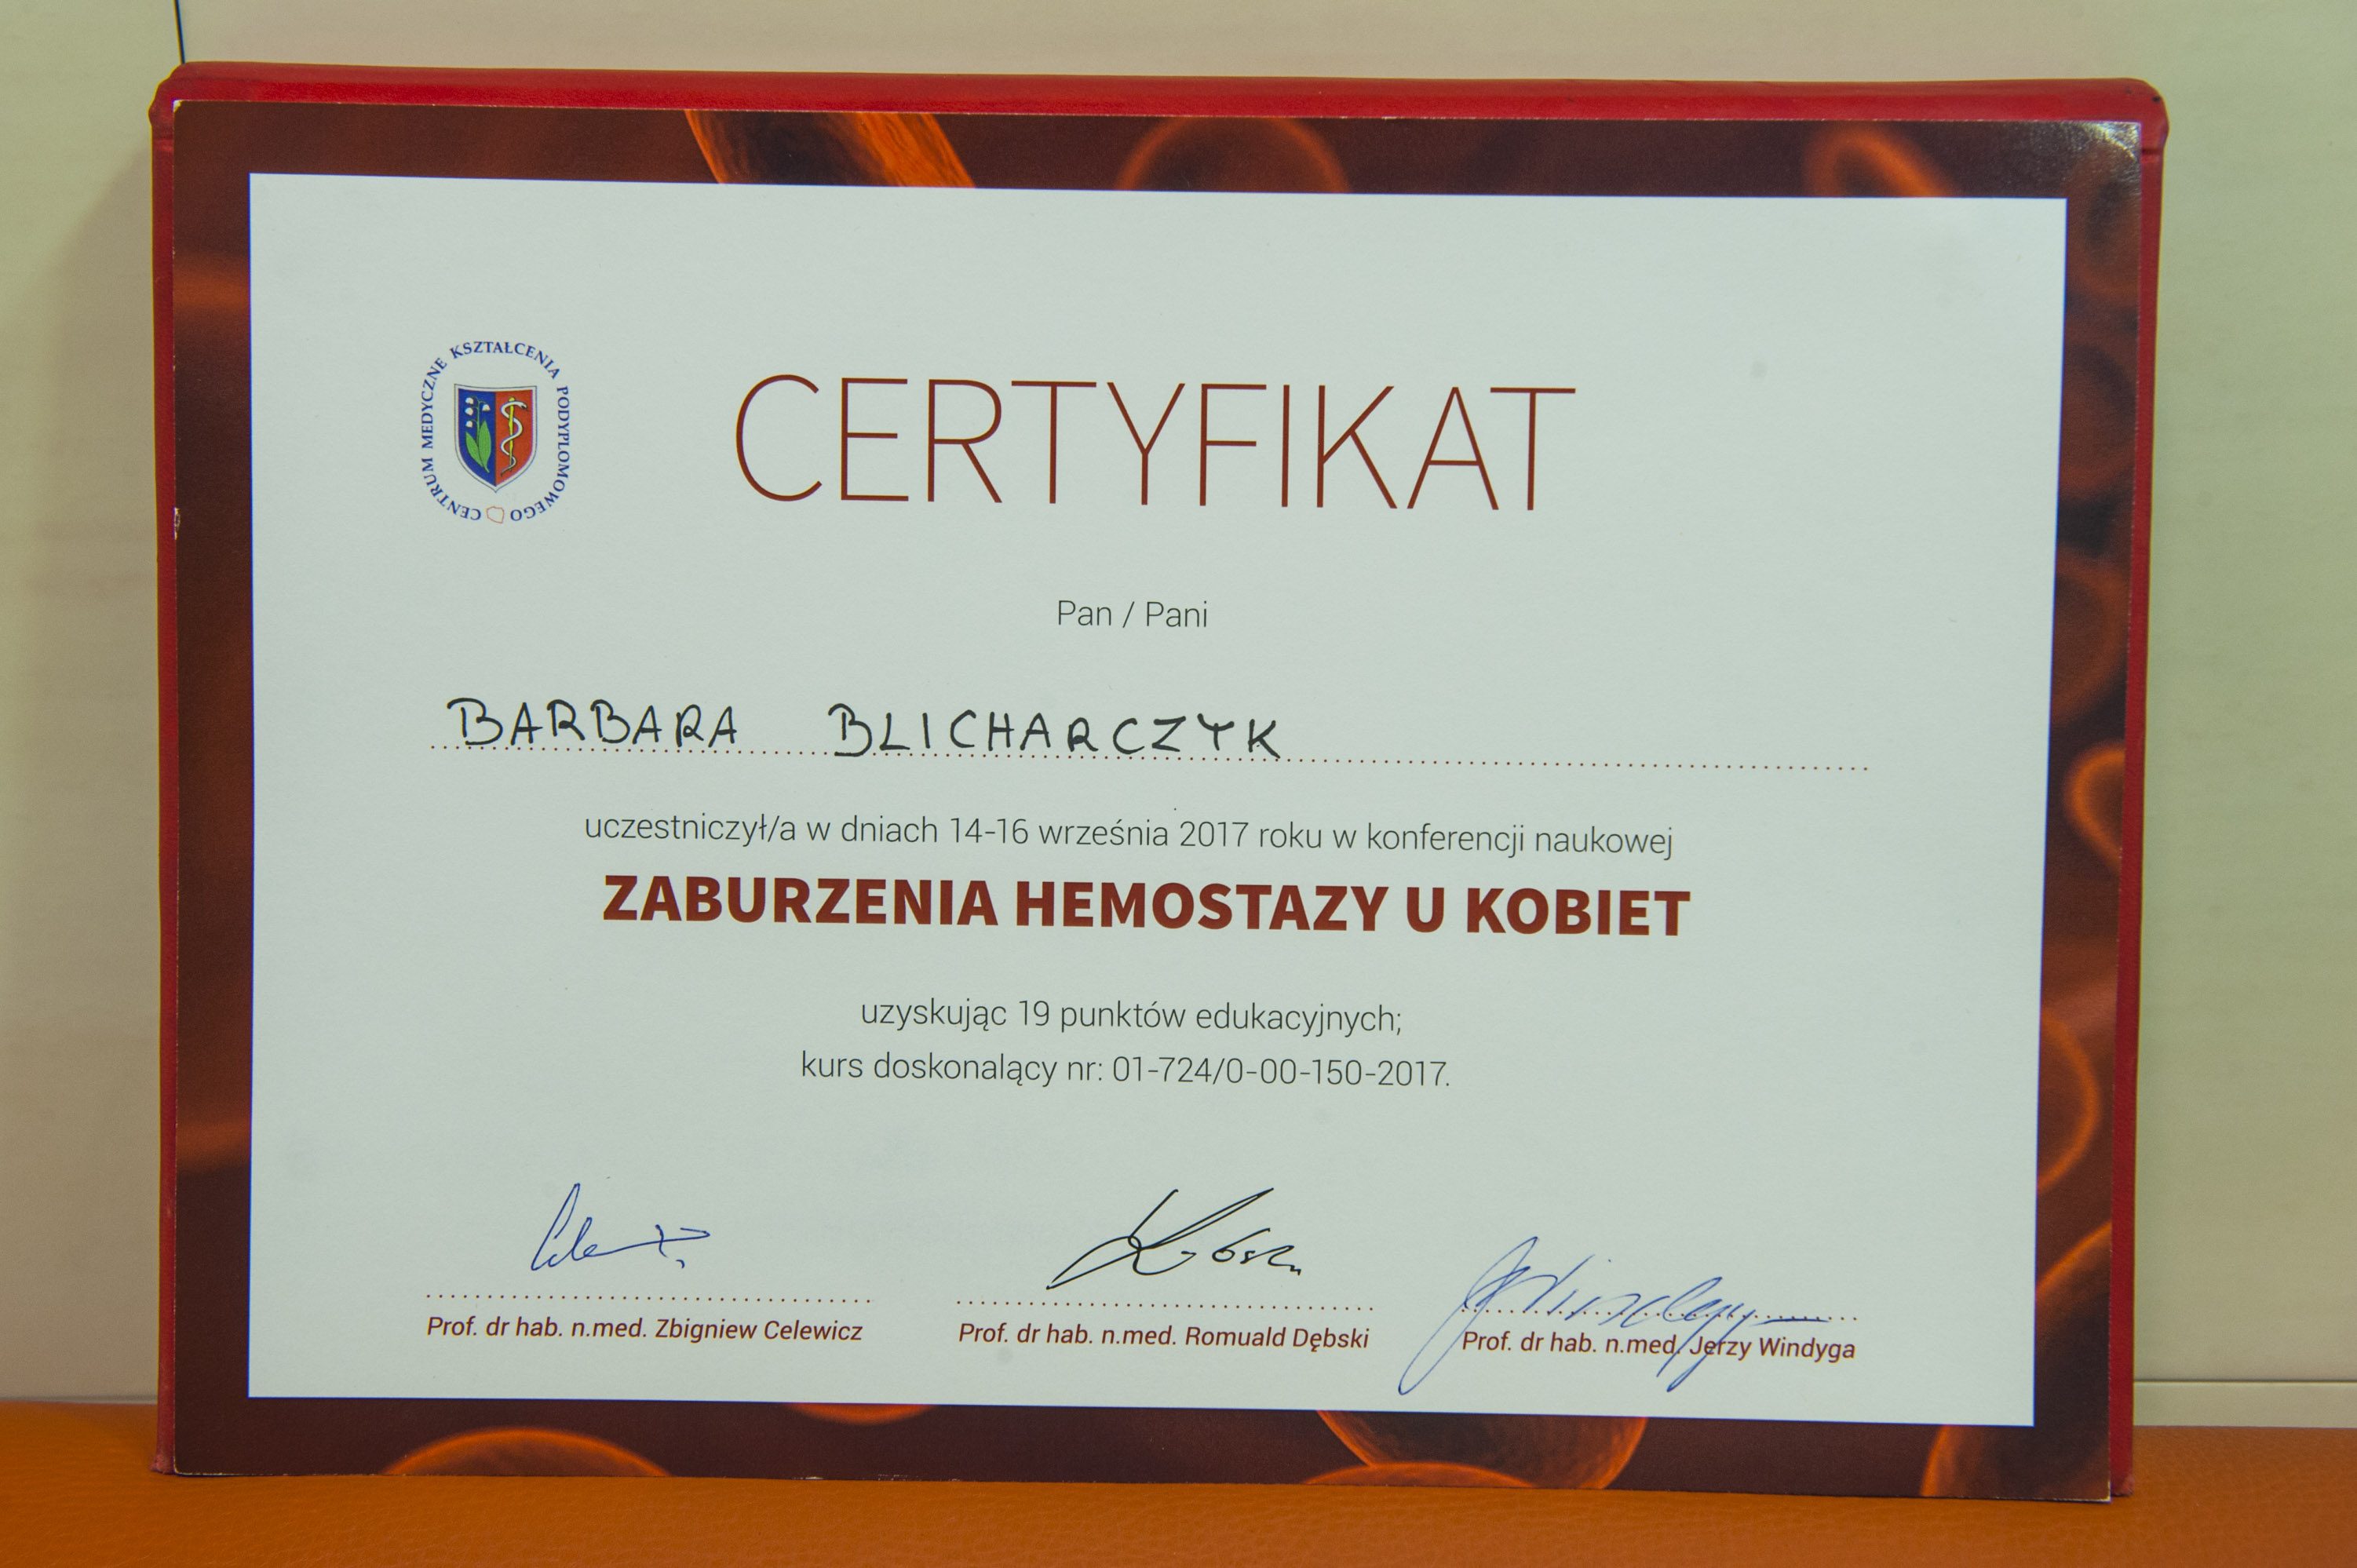 CENTRUM MEDYCZNE KSZTAŁCENIA PODYPLOMOWEGO
CERTYFIKAT
Pan / Pani
BARBARA BLICHARCZYK
uczestniczył/a w dniach 14-16 września 2017 roku w konferencji naukowej
ZABURZENIA HEMOSTAZY U KOBIET
uzyskując 19 punktów edukacyjnych;
kurs doskonalący nr: 01-724/0-00-150-2017.
Prof. dr hab. n.med. Zbigniew Celewicz
Prof. dr hab. n.med. Romuald Dębski
Prof. dr hab. n.med. Jerzy Windyga